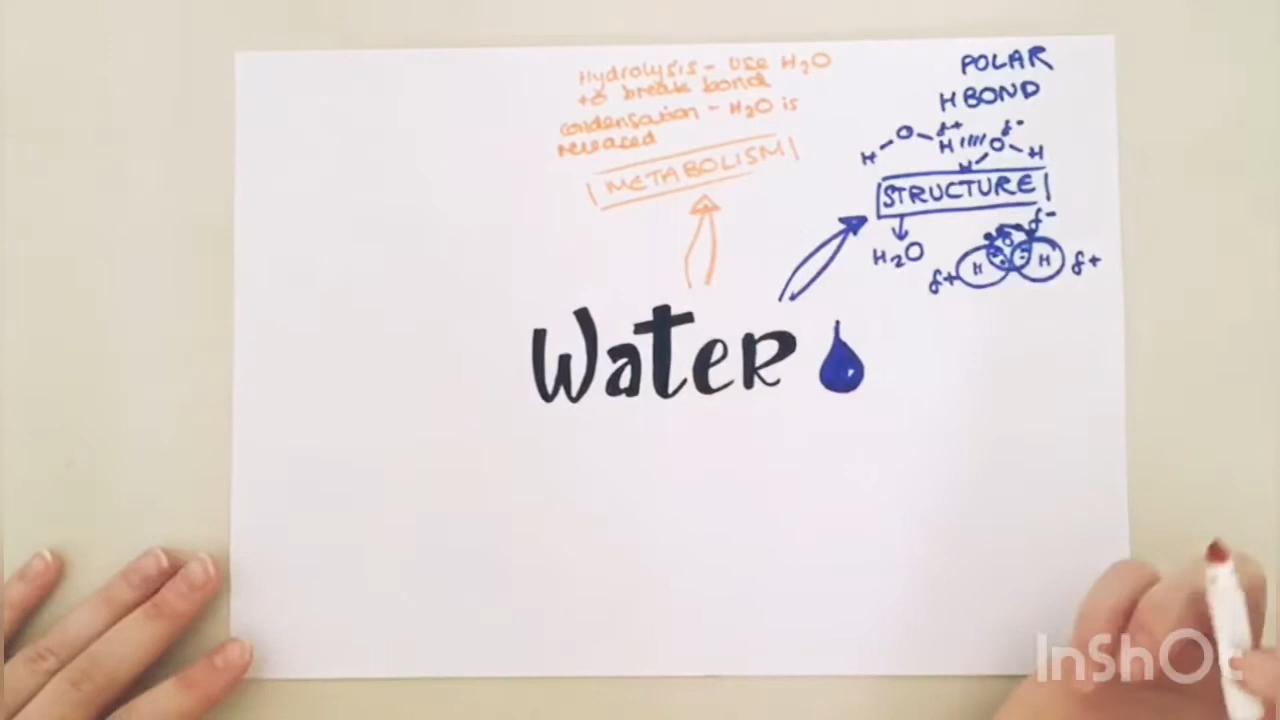 Hydrolysis - use H₂O
to break bond
condensation - H₂O is
released
METABOLISM
POLAR
H BOND
O δ+ δ-
H H O
H H
STRUCTURE
H₂O
δ-
O
δ+ H H δ+
Water
InShOt